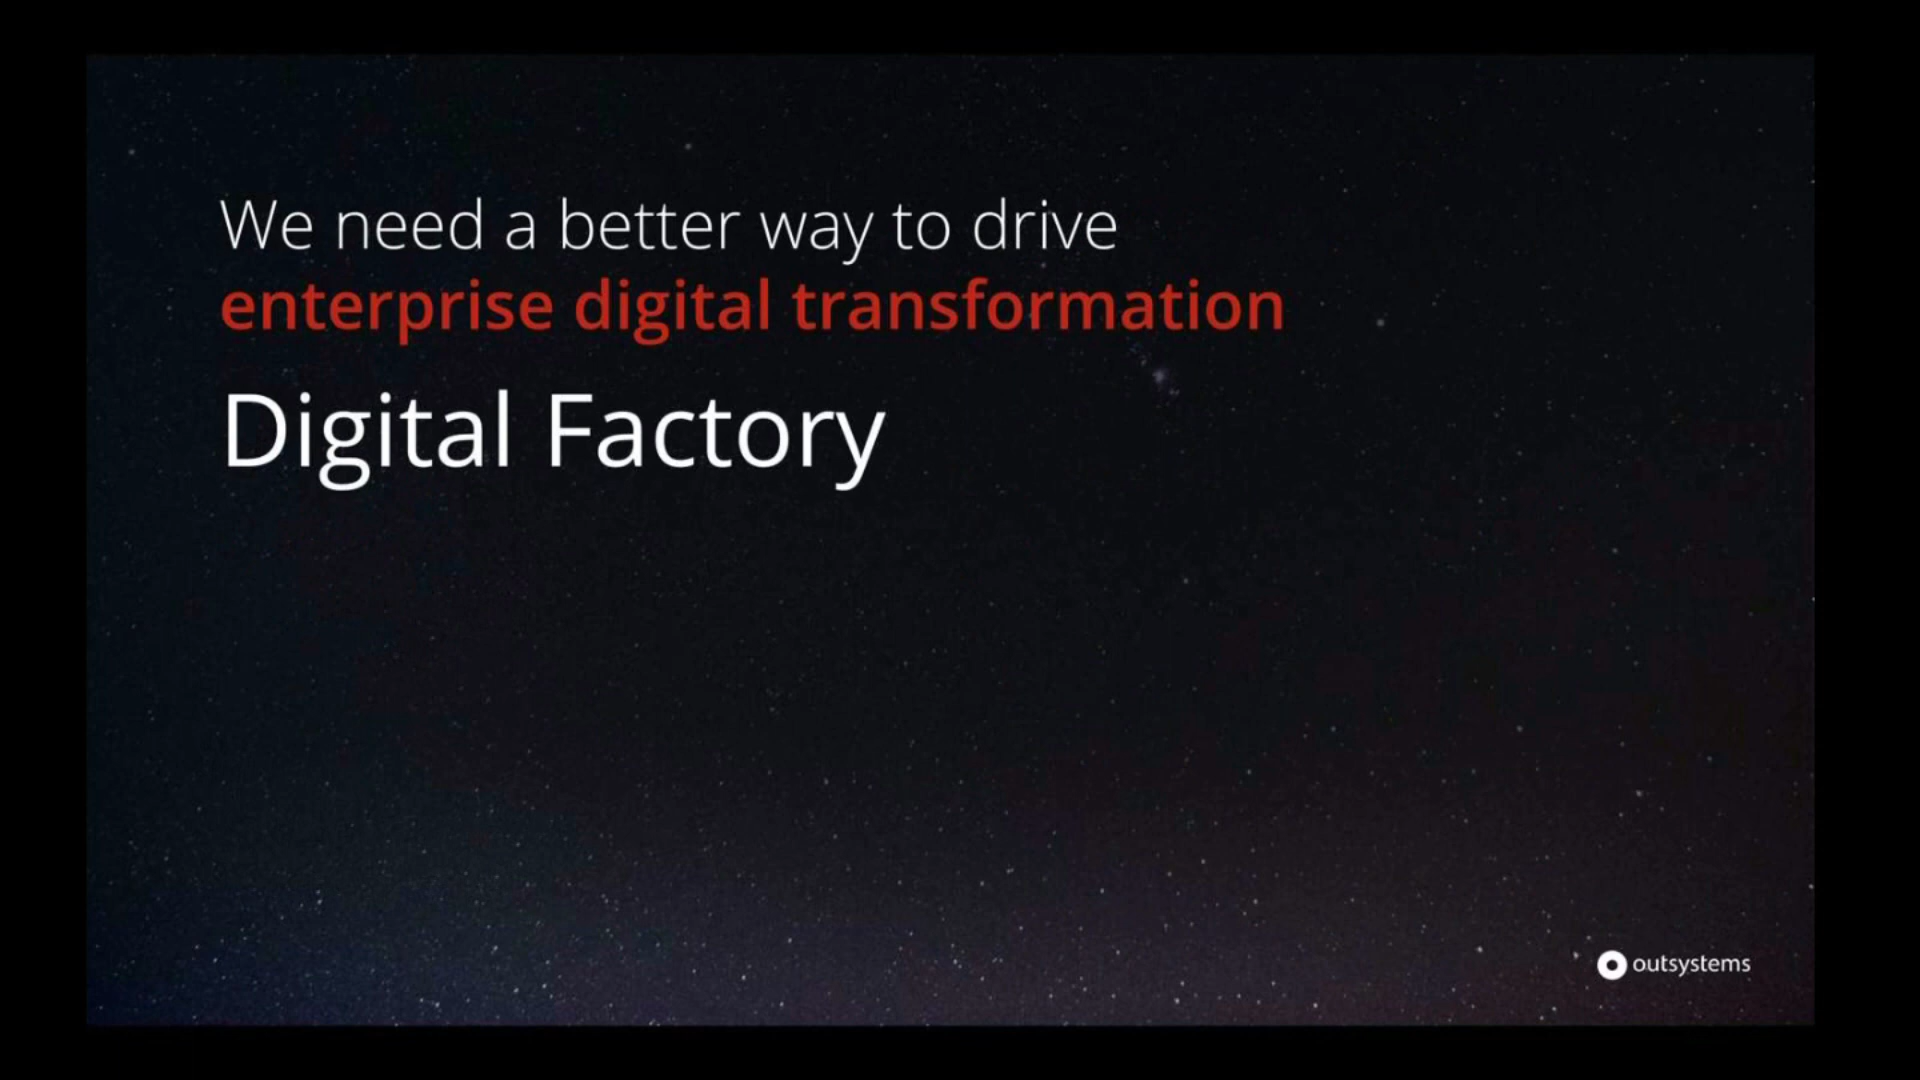 We need a better way to drive
enterprise digital transformation
Digital Factory
outsystems